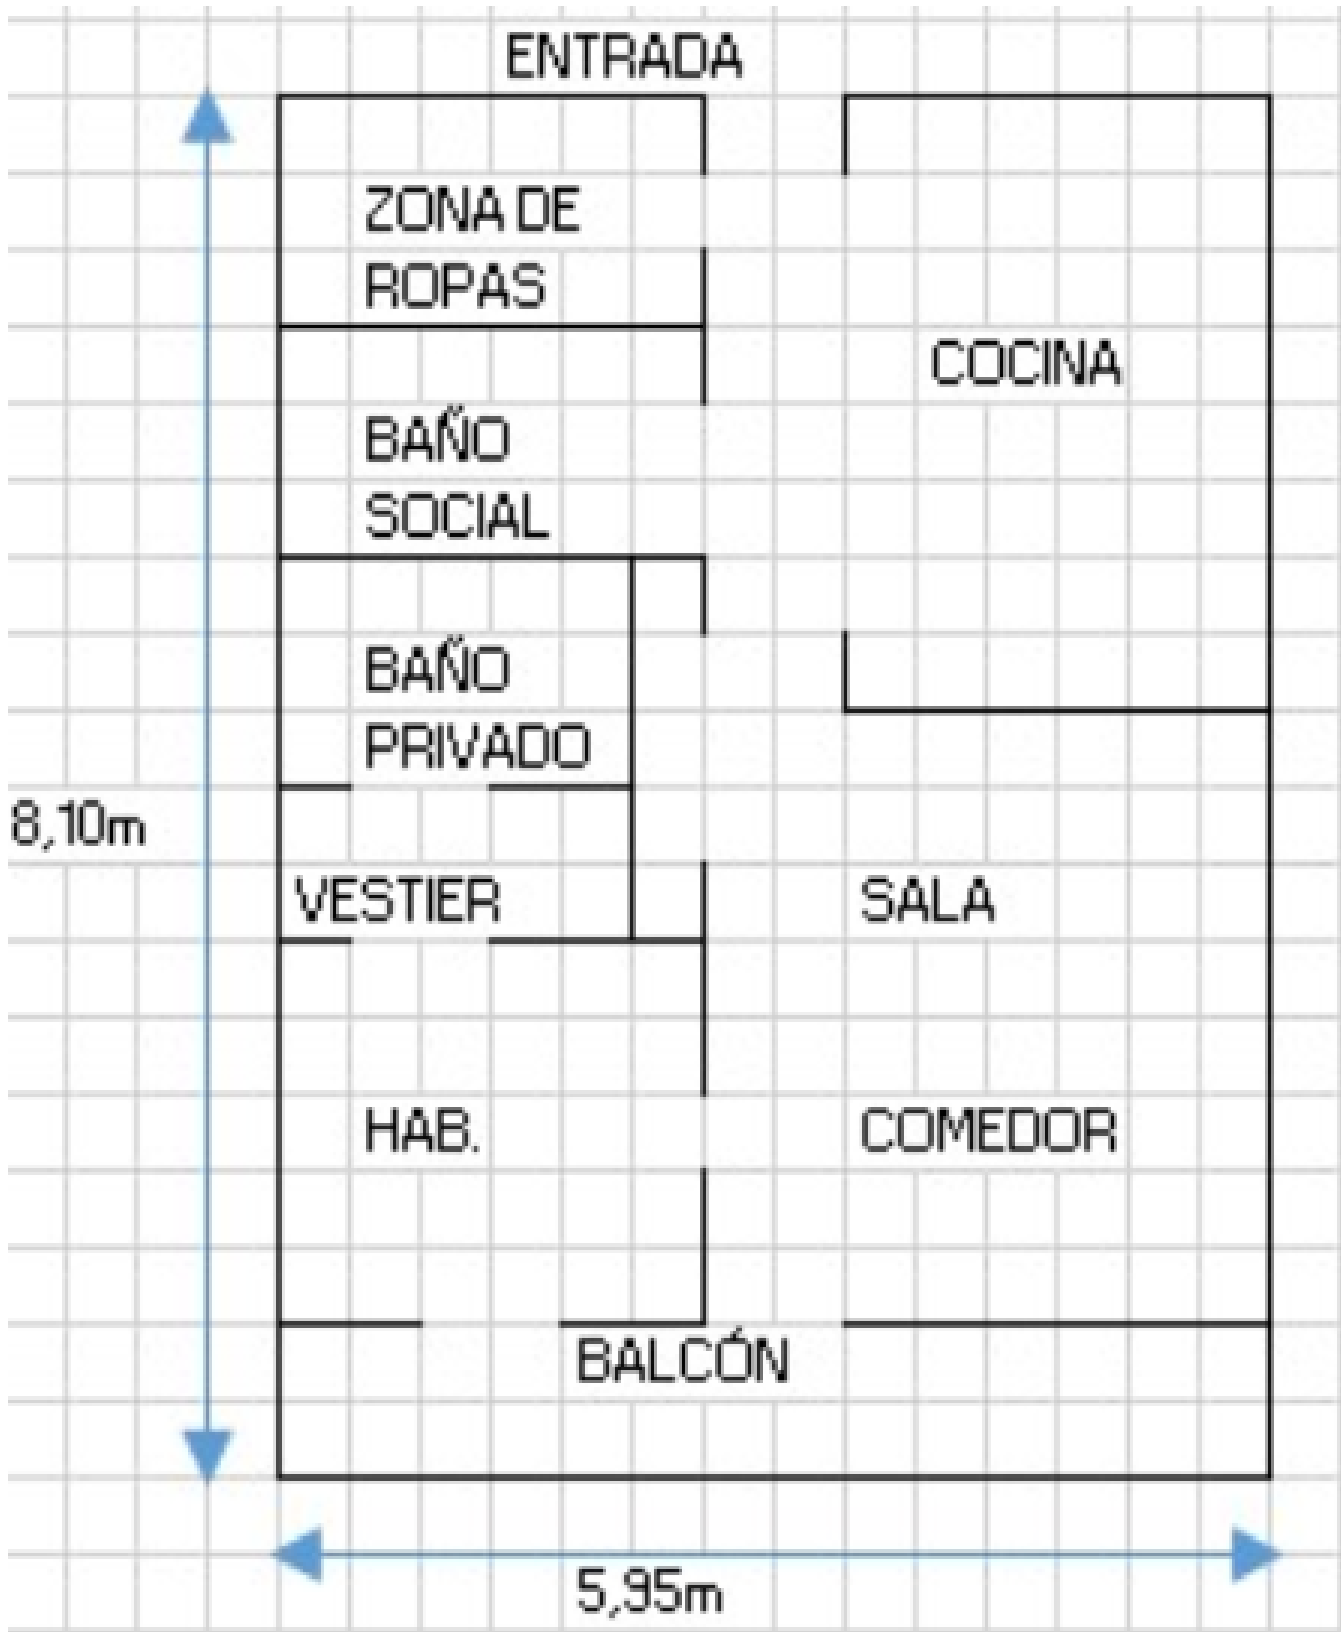 ENTRADA
ZONA DE
ROPAS
COCINA
BAÑO
SOCIAL
BAÑO
PRIVADO
8,10m
VESTIER
SALA
HAB.
COMEDOR
BALCÓN
5,95m